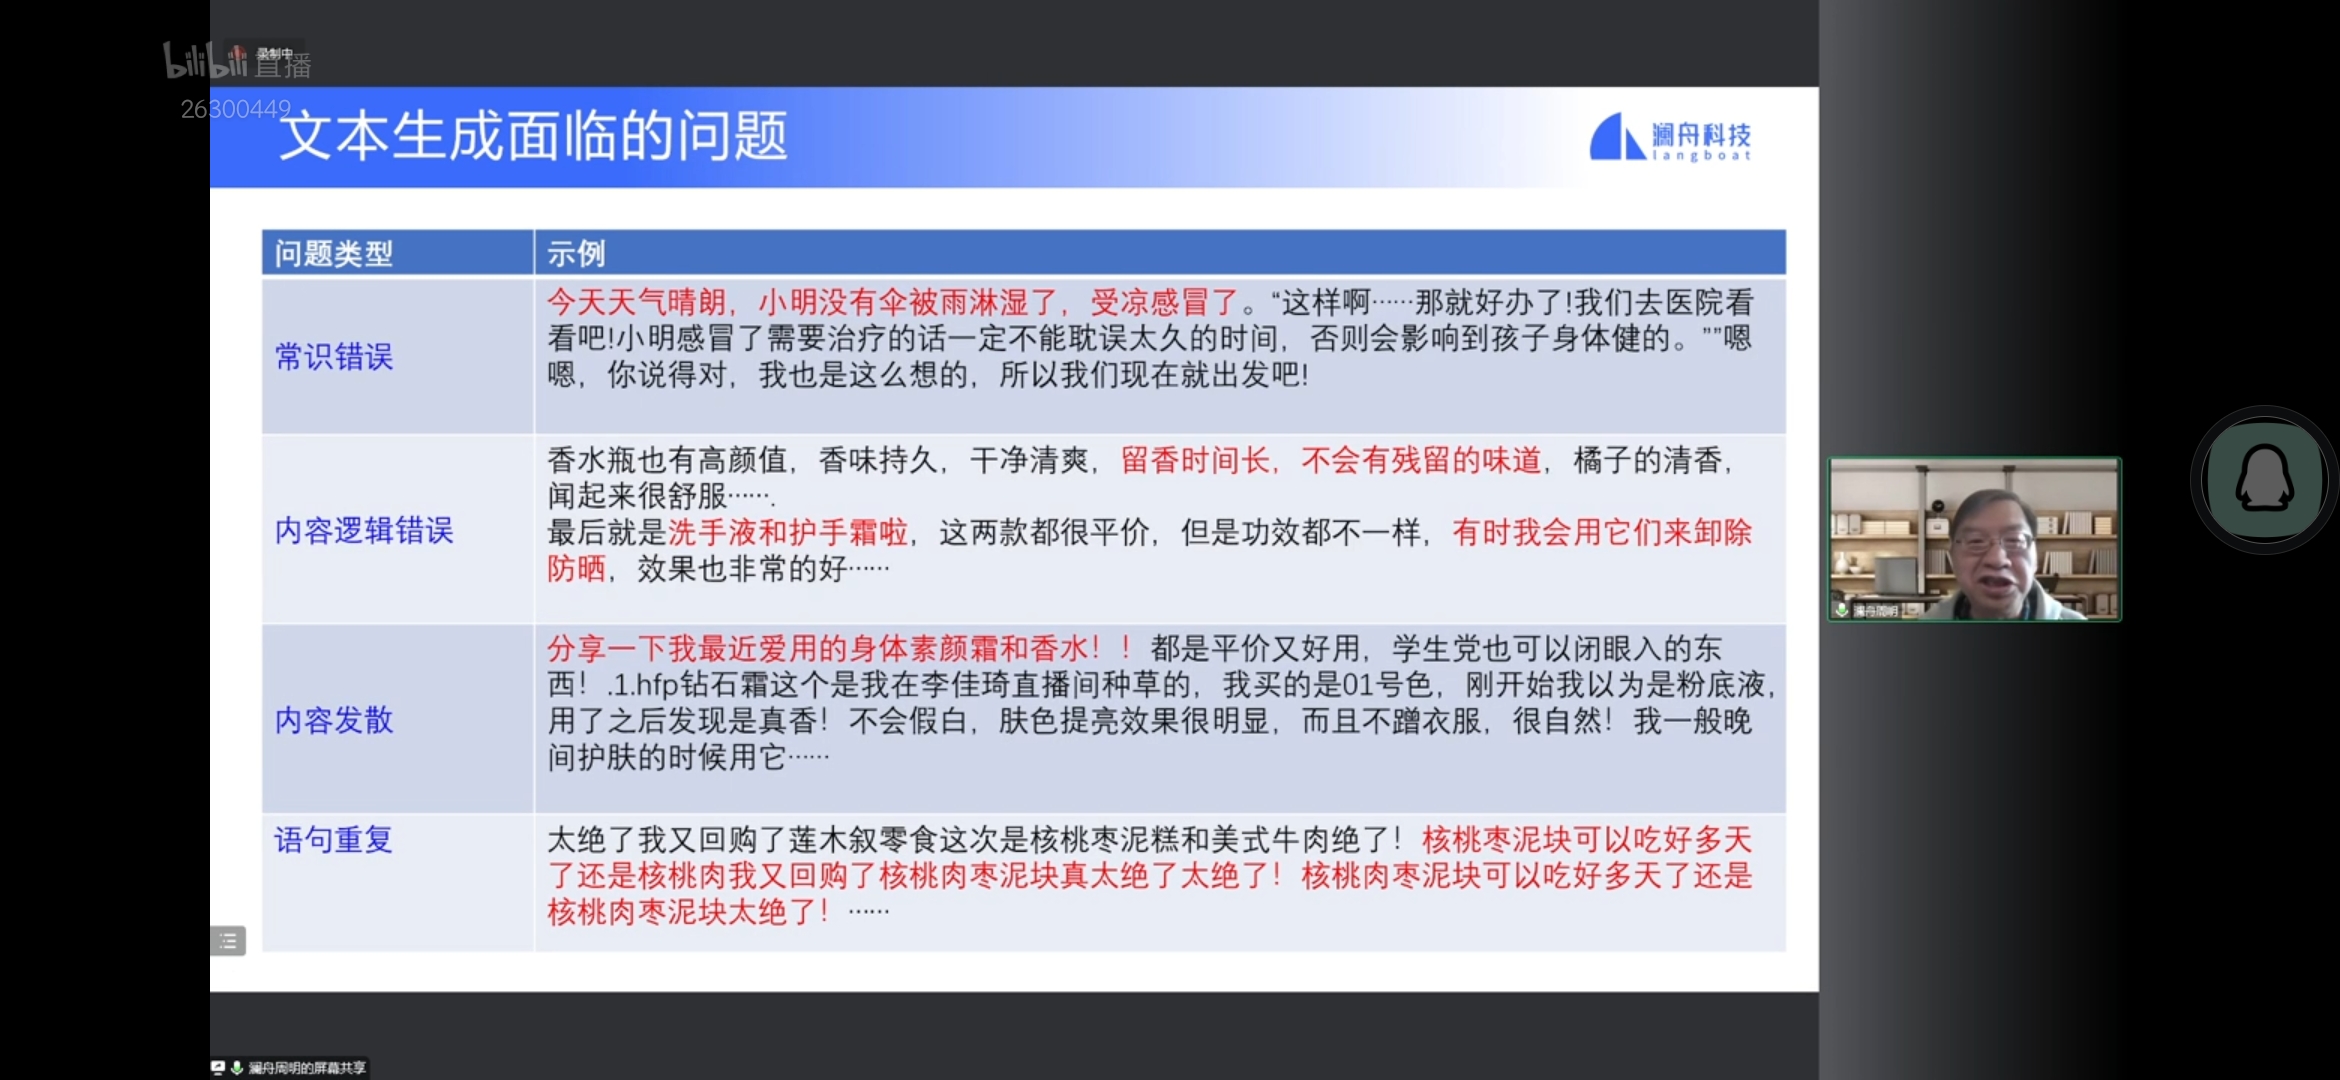 bilibili 直播
录制中
26300449
文本生成面临的问题
澜舟科技
langboat
问题类型
示例
常识错误
今天天气晴朗，小明没有伞被雨淋湿了，受凉感冒了。“这样啊……那就好办了!我们去医院看
看吧!小明感冒了需要治疗的话一定不能耽误太久的时间，否则会影响到孩子身体健的。””嗯
嗯，你说得对，我也是这么想的，所以我们现在就出发吧!
内容逻辑错误
香水瓶也有高颜值，香味持久，干净清爽，留香时间长，不会有残留的味道，橘子的清香，
闻起来很舒服…….
最后就是洗手液和护手霜啦，这两款都很平价，但是功效都不一样，有时我会用它们来卸除
防晒，效果也非常的好……
内容发散
分享一下我最近爱用的身体素颜霜和香水！！都是平价又好用，学生党也可以闭眼入的东
西！.1.hfp钻石霜这个是我在李佳琦直播间种草的，我买的是01号色，刚开始我以为是粉底液，
用了之后发现是真香！不会假白，肤色提亮效果很明显，而且不蹭衣服，很自然！我一般晚
间护肤的时候用它……
语句重复
太绝了我又回购了莲木叙零食这次是核桃枣泥糕和美式牛肉绝了！核桃枣泥块可以吃好多天
了还是核桃肉我又回购了核桃肉枣泥块真太绝了太绝了！核桃肉枣泥块可以吃好多天了还是
核桃肉枣泥块太绝了！……
澜舟周明
澜舟周明的屏幕共享